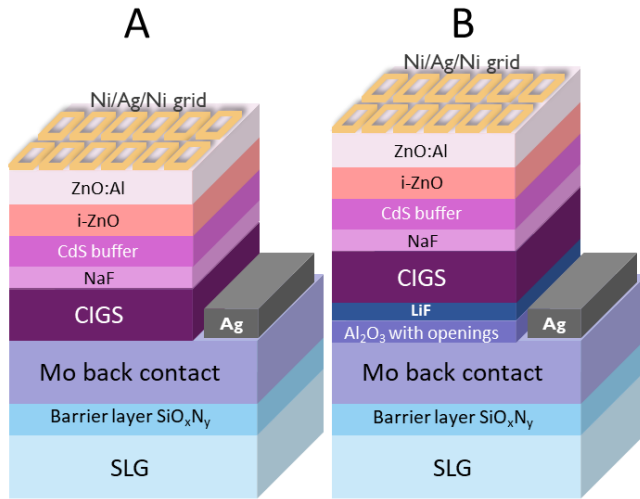 A
Ni/Ag/Ni grid
ZnO:Al
i-ZnO
CdS buffer
NaF
CIGS
Ag
Mo back contact
Barrier layer SiOₓNᵧ
SLG
B
Ni/Ag/Ni grid
ZnO:Al
i-ZnO
CdS buffer
NaF
CIGS
LiF
Al₂O₃ with openings
Ag
Mo back contact
Barrier layer SiOₓNᵧ
SLG